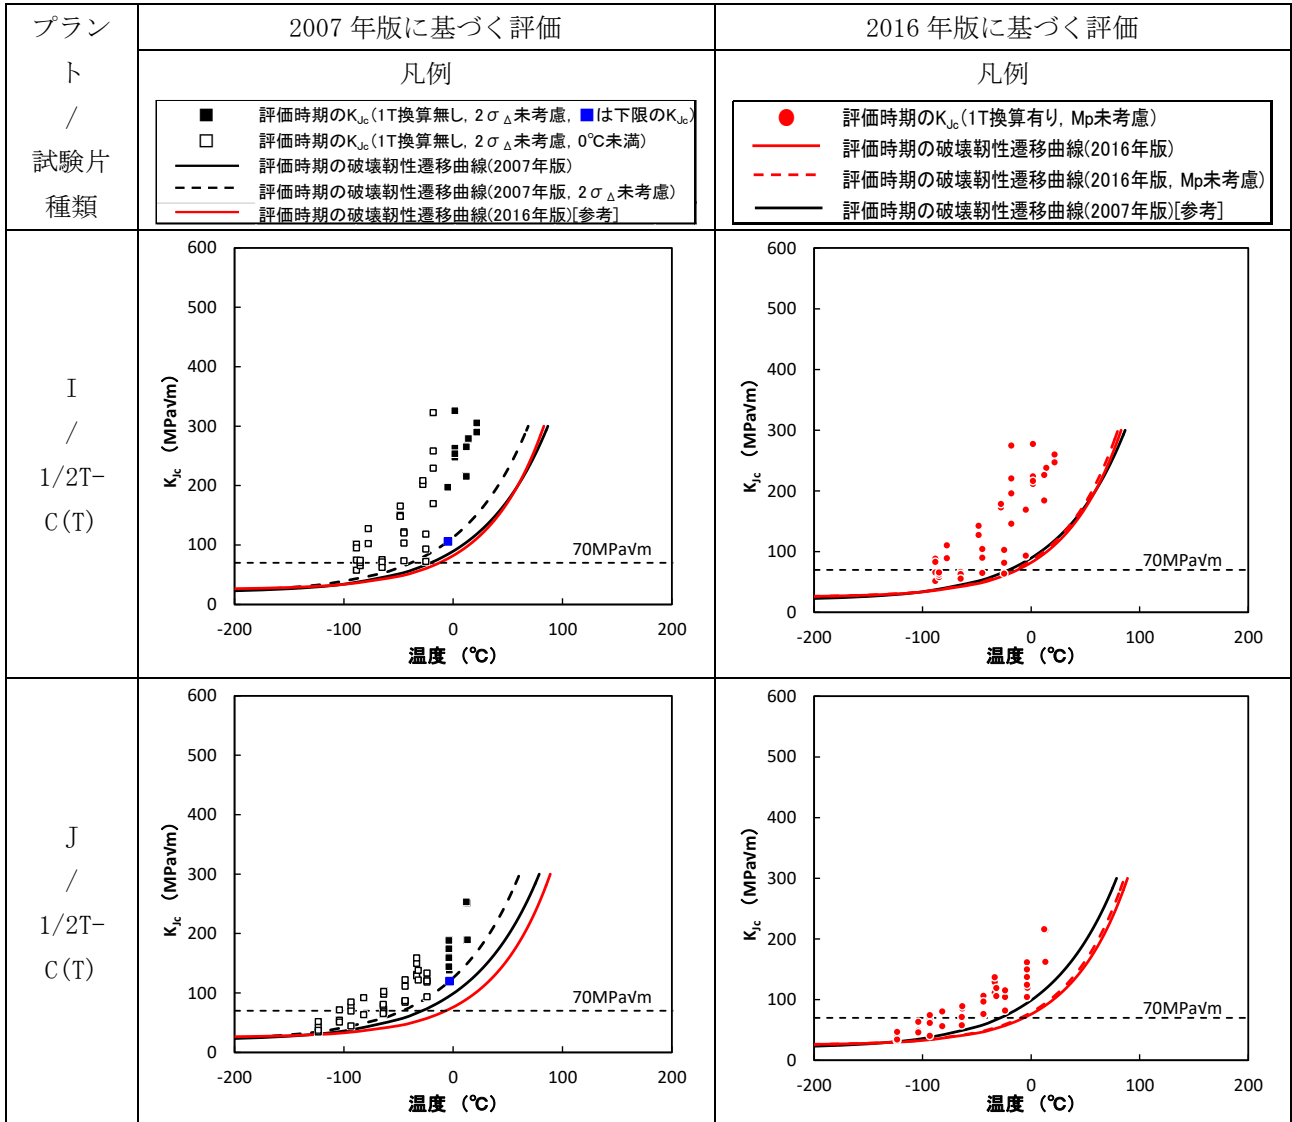 プラン
ト
/
試験片
種類
2007 年版に基づく評価
2016 年版に基づく評価
凡例
評価時期のKJc(1T換算無し, 2σΔ未考慮, ■は下限のKJc)
評価時期のKJc(1T換算無し, 2σΔ未考慮, 0℃未満)
評価時期の破壊靭性遷移曲線(2007年版)
評価時期の破壊靭性遷移曲線(2007年版, 2σΔ未考慮)
評価時期の破壊靭性遷移曲線(2016年版)[参考]
凡例
評価時期のKJc(1T換算有り, Mp未考慮)
評価時期の破壊靭性遷移曲線(2016年版)
評価時期の破壊靭性遷移曲線(2016年版, Mp未考慮)
評価時期の破壊靭性遷移曲線(2007年版)[参考]
I
/
1/2T-
C(T)
600
500
400
300
200
100
0
KJc (MPa√m)
70MPa√m
-200
-100
0
100
200
温度 (℃)
600
500
400
300
200
100
0
KJc (MPa√m)
70MPa√m
-200
-100
0
100
200
温度 (℃)
J
/
1/2T-
C(T)
600
500
400
300
200
100
0
KJc (MPa√m)
70MPa√m
-200
-100
0
100
200
温度 (℃)
600
500
400
300
200
100
0
KJc (MPa√m)
70MPa√m
-200
-100
0
100
200
温度 (℃)